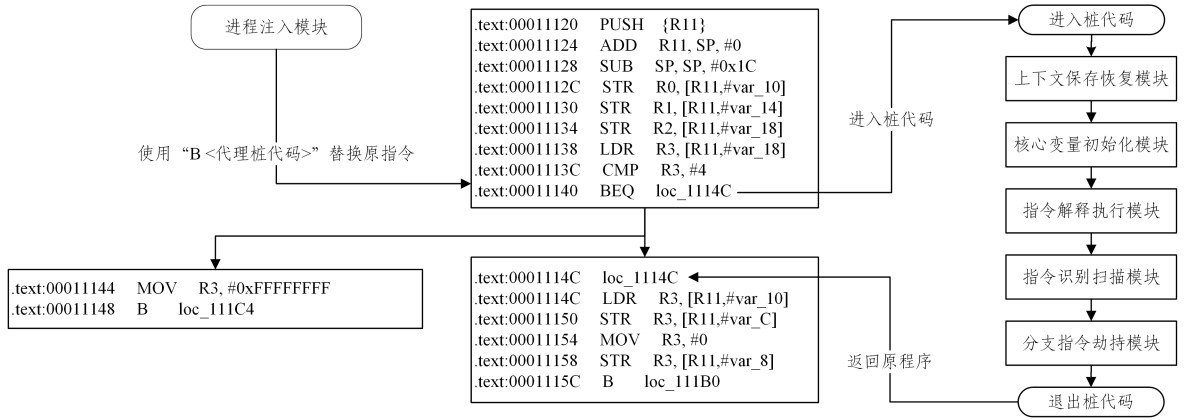 进程注入模块
使用“B <代理桩代码>”替换原指令
.text:00011120 PUSH {R11}
.text:00011124 ADD R11, SP, #0
.text:00011128 SUB SP, SP, #0x1C
.text:0001112C STR R0, [R11,#var_10]
.text:00011130 STR R1, [R11,#var_14]
.text:00011134 STR R2, [R11,#var_18]
.text:00011138 LDR R3, [R11,#var_18]
.text:0001113C CMP R3, #4
.text:00011140 BEQ loc_1114C
.text:00011144 MOV R3, #0xFFFFFFFF
.text:00011148 B loc_111C4
.text:0001114C loc_1114C
.text:0001114C LDR R3, [R11,#var_10]
.text:00011150 STR R3, [R11,#var_C]
.text:00011154 MOV R3, #0
.text:00011158 STR R3, [R11,#var_8]
.text:0001115C B loc_111B0
进入桩代码
返回原程序
进入桩代码
上下文保存恢复模块
核心变量初始化模块
指令解释执行模块
指令识别扫描模块
分支指令劫持模块
退出桩代码